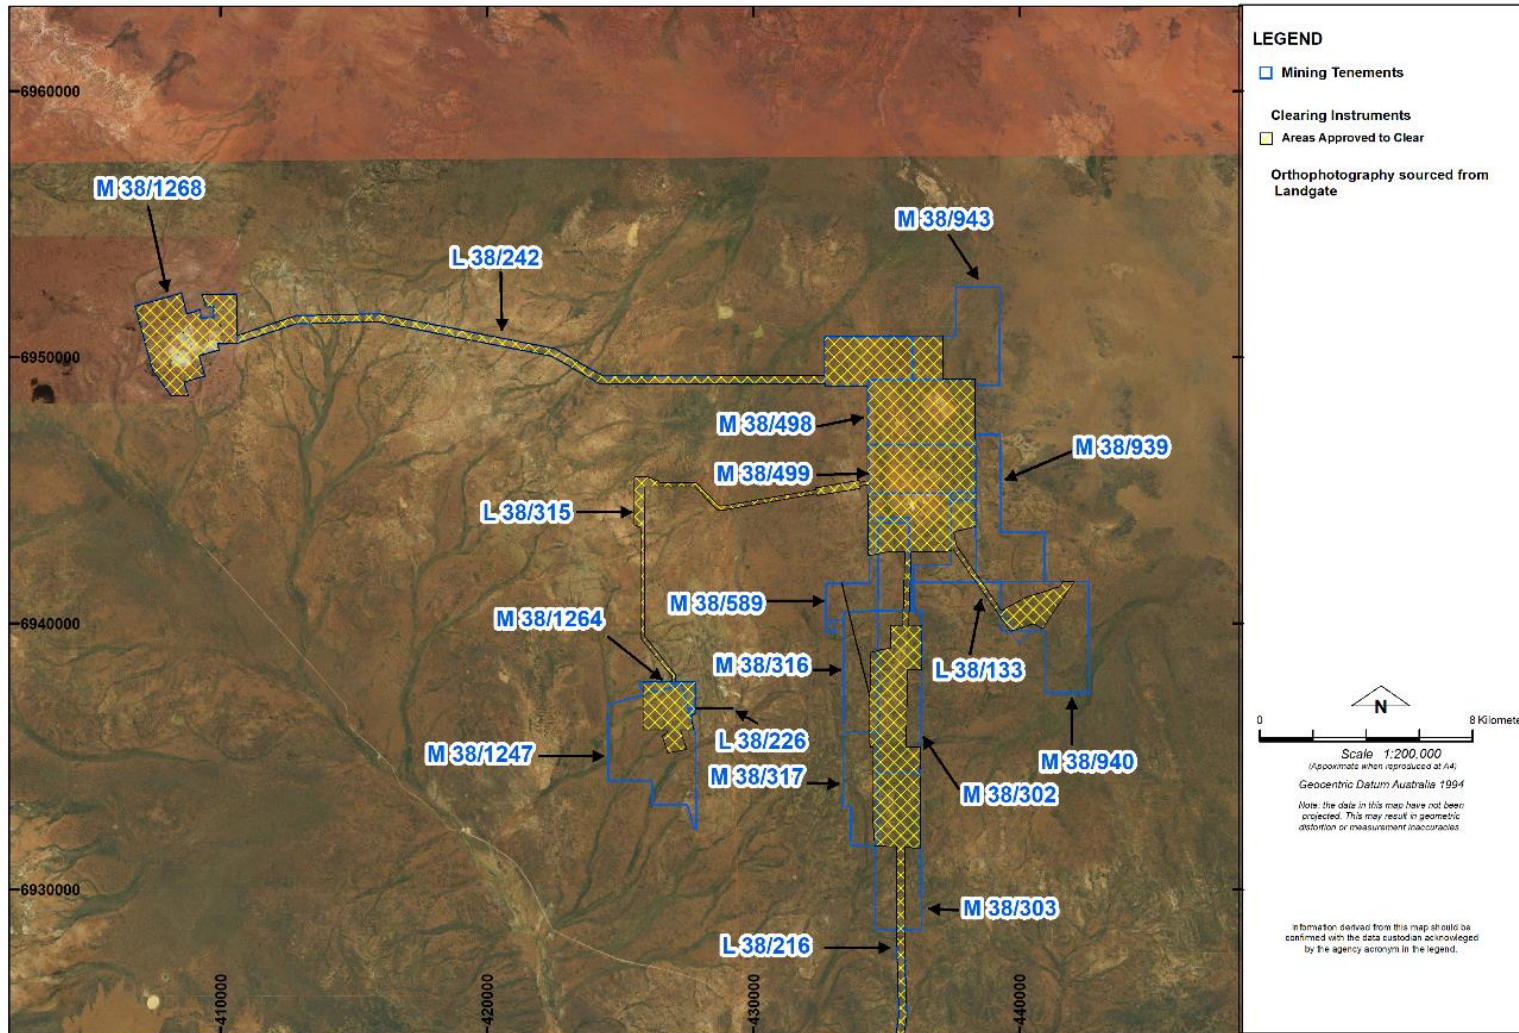 6960000
M 38/1268
M 38/943
L 38/242
6950000
M 38/498
M 38/939
M 38/499
L 38/315
M 38/589
M 38/1264
6940000
M 38/316
L 38/133
L 38/226
M 38/1247
M 38/940
M 38/317
M 38/302
6930000
M 38/303
L 38/216
410000
420000
430000
440000
LEGEND
Mining Tenements
Clearing Instruments
Areas Approved to Clear
Orthophotography sourced from
Landgate
N
0
8 Kilomete
Scale 1:200,000
(Approximate when reproduced at A4)
Geocentric Datum Australia 1994
Note: the data in this map have not been
projected. This may result in geometric
distortion or measurement inaccuracies.
Information derived from this map should be
confirmed with the data custodian acknowleged
by the agency acronym in the legend.